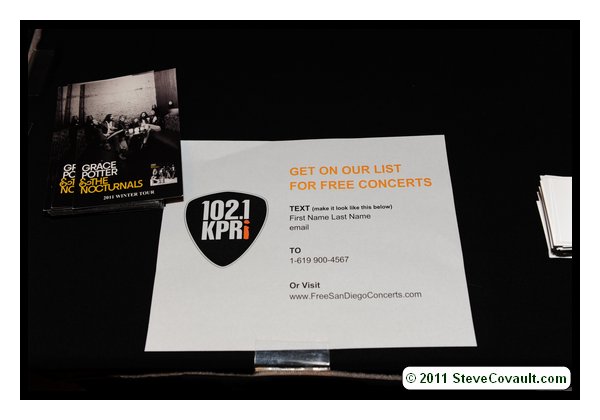 GRACE
POTTER
&THE
NOCTURNALS
2011 WINTER TOUR
102.1
KPRi
GET ON OUR LIST
FOR FREE CONCERTS
TEXT (make it look like this below)
First Name Last Name
email
TO
1-619 900-4567
Or Visit
www.FreeSanDiegoConcerts.com
© 2011 SteveCovault.com